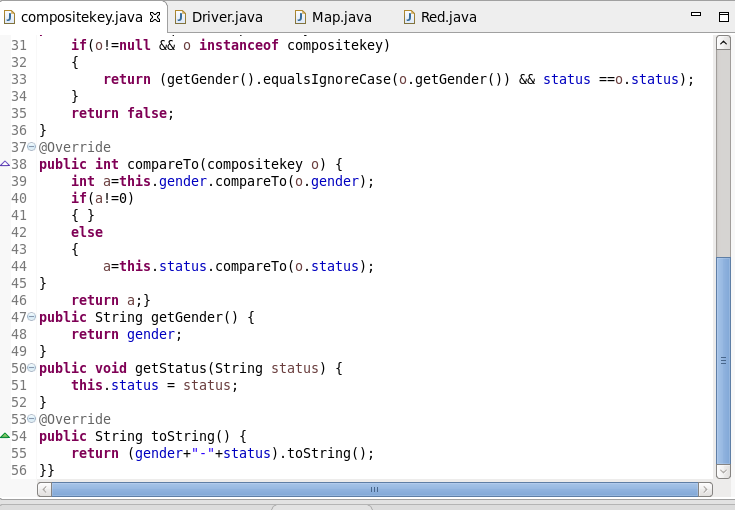 compositekey.java Driver.java Map.java Red.java
31 if(o!=null && o instanceof compositekey)
32 {
33 return (getGender().equalsIgnoreCase(o.getGender()) && status ==o.status);
34 }
35 return false;
36 }
37 @Override
38 public int compareTo(compositekey o) {
39 int a=this.gender.compareTo(o.gender);
40 if(a!=0)
41 { }
42 else
43 {
44 a=this.status.compareTo(o.status);
45 }
46 return a;}
47 public String getGender() {
48 return gender;
49 }
50 public void getStatus(String status) {
51 this.status = status;
52 }
53 @Override
54 public String toString() {
55 return (gender+"-"+status).toString();
56 }}